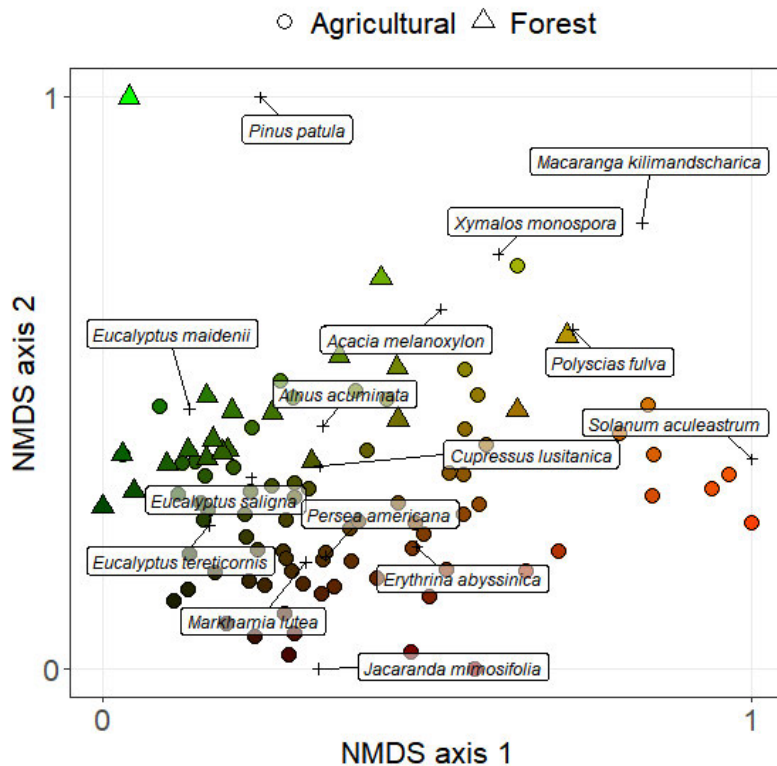 ○ Agricultural △ Forest
1
Pinus patula
Macaranga kilimandscharica
Xymalos monospora
Eucalyptus maidenii
Acacia melanoxylon
Polyscias fulva
Alnus acuminata
Solanum aculeastrum
Cupressus lusitanica
Eucalyptus saligna
Persea americana
Eucalyptus tereticornis
Erythrina abyssinica
Markhamia lutea
Jacaranda mimosifolia
0
0 1
NMDS axis 1
NMDS axis 2